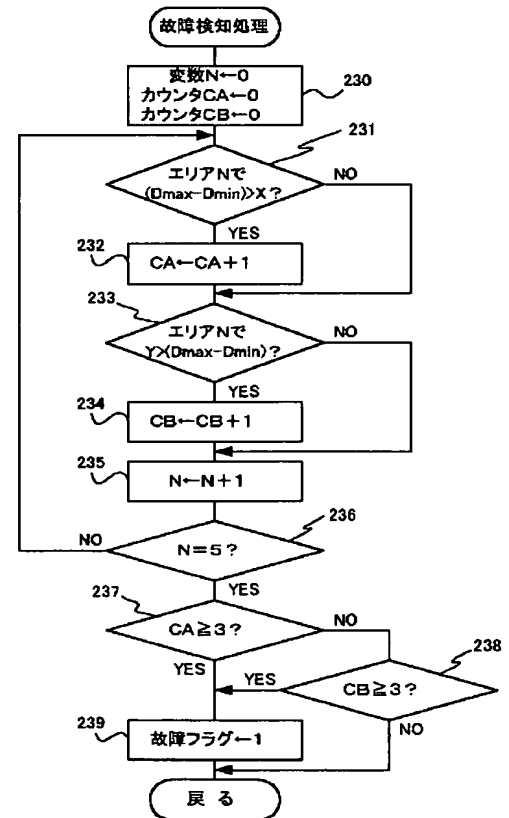 故障検知処理
変数N←0
カウンタCA←0
カウンタCB←0
230
231
エリアNで
(Dmax-Dmin)>X?
NO
YES
232
CA←CA+1
233
エリアNで
Y>(Dmax-Dmin)?
NO
YES
234
CB←CB+1
235
N←N+1
236
N=5?
NO
YES
237
CA≧3?
NO
YES
238
CB≧3?
YES
NO
239
故障フラグ←1
戻る